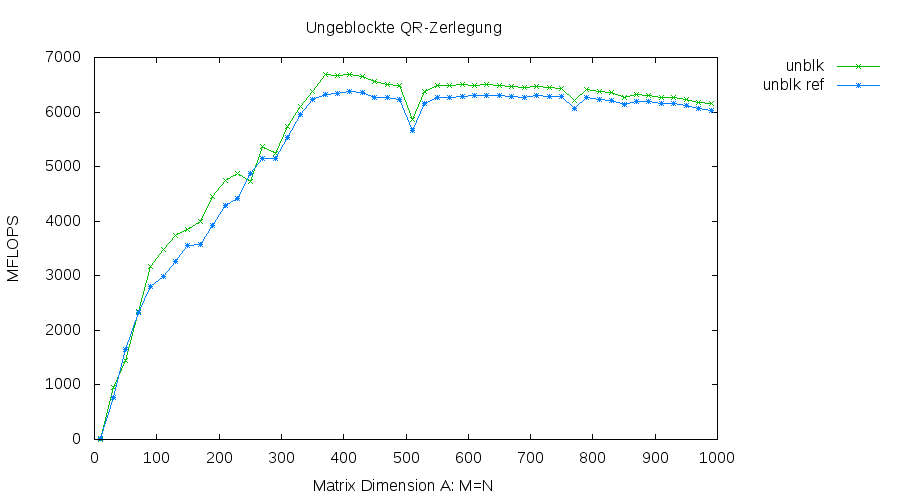 Ungeblockte QR-Zerlegung
unblk
unblk ref
MFLOPS
7000
6000
5000
4000
3000
2000
1000
0
0 100 200 300 400 500 600 700 800 900 1000
Matrix Dimension A: M=N